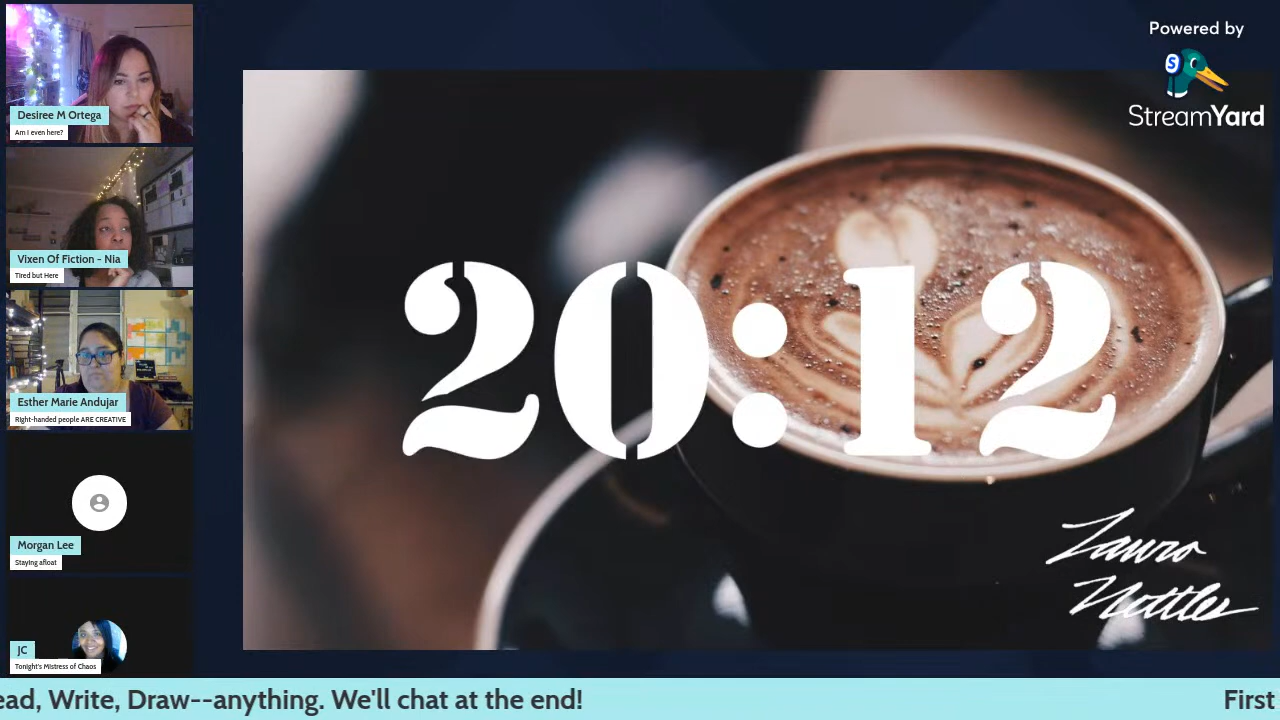 Desiree M Ortega
Am I even here?
Vixen Of Fiction - Nia
Tired but Here
Esther Marie Andujar
Right-handed people ARE CREATIVE
Morgan Lee
Staying afloat
JC
Tonight's Mistress of Chaos
20:12
Powered by
S
StreamYard
ead, Write, Draw--anything. We'll chat at the end!
First